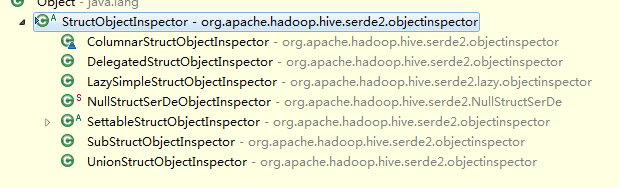 Object - java.lang
StructObjectInspector - org.apache.hadoop.hive.serde2.objectinspector
ColumnarStructObjectInspector - org.apache.hadoop.hive.serde2.objectinspector
DelegatedStructObjectInspector - org.apache.hadoop.hive.serde2.objectinspector
LazySimpleStructObjectInspector - org.apache.hadoop.hive.serde2.lazy.objectinspector
NullStructSerDeObjectInspector - org.apache.hadoop.hive.serde2.NullStructSerDe
SettableStructObjectInspector - org.apache.hadoop.hive.serde2.objectinspector
SubStructObjectInspector - org.apache.hadoop.hive.serde2.objectinspector
UnionStructObjectInspector - org.apache.hadoop.hive.serde2.objectinspector